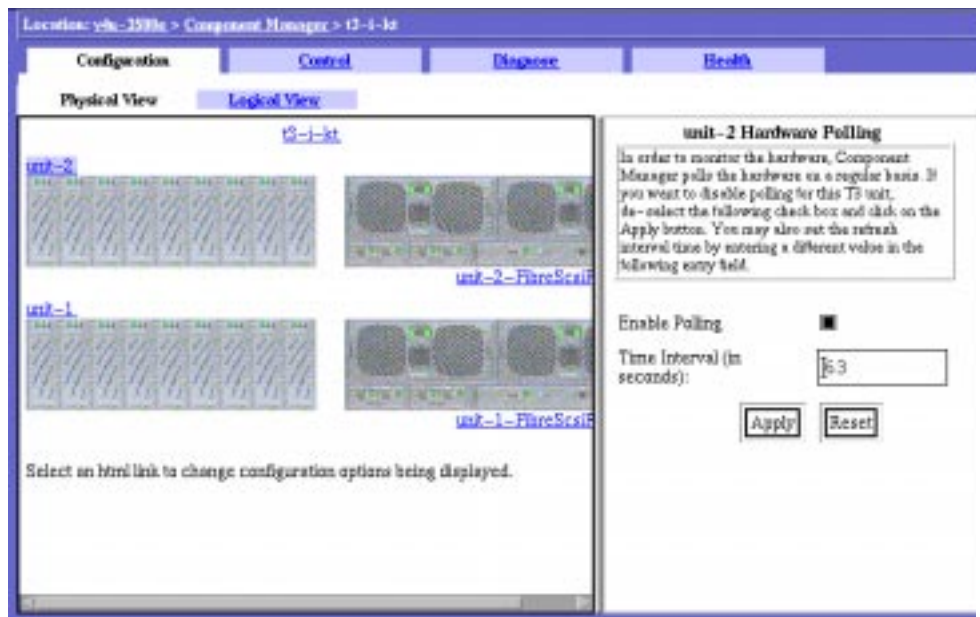 Location: v4u-3500c > Component Manager > t3-i-kt
Configuration Control Diagnose Health
Physical View Logical View
t3-i-kt
unit-2
unit-2-FibreScsiF
unit-1
unit-1-FibreScsiF
Select an html link to change configuration options being displayed.
unit-2 Hardware Polling
In order to monitor the hardware, Component
Manager polls the hardware on a regular basis. If
you want to disable polling for this T3 unit,
de-select the following check box and click on the
Apply button. You may also set the refresh
interval time by entering a different value in the
following entry field.
Enable Polling
Time Interval (in
seconds):
63
Apply Reset